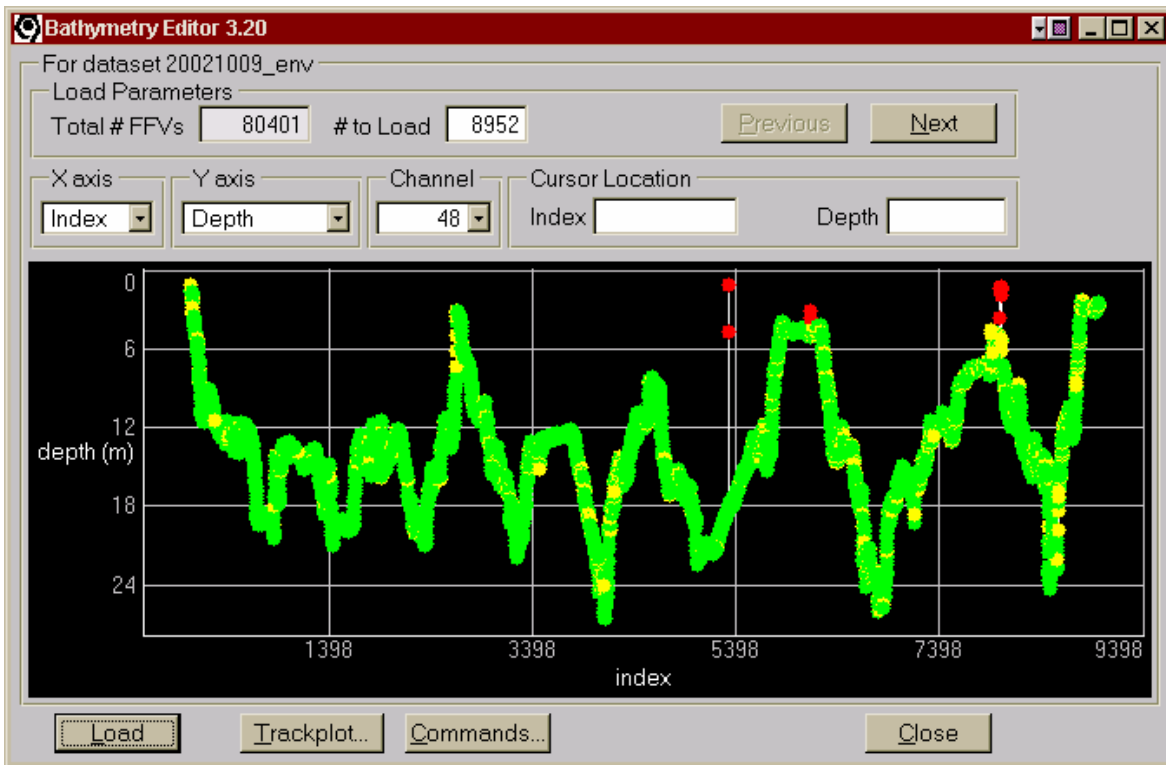 Bathymetry Editor 3.20
For dataset 20021009_env
Load Parameters
Total # FFVs 80401 # to Load 8952 Previous Next
X axis Y axis Channel Cursor Location
Index Depth 48 Index Depth
0
6
12
depth (m)
18
24
1398 3398 5398 7398 9398
index
Load Trackplot... Commands... Close